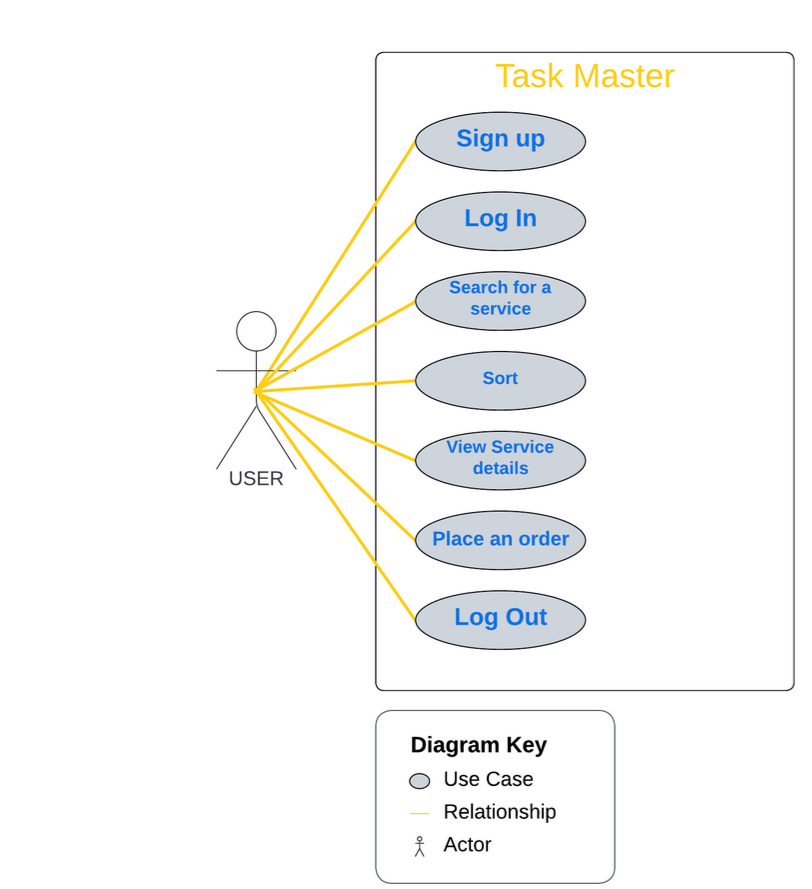 Task Master
Sign up
Log In
Search for a
service
Sort
View Service
details
USER
Place an order
Log Out
Diagram Key
Use Case
Relationship
Actor